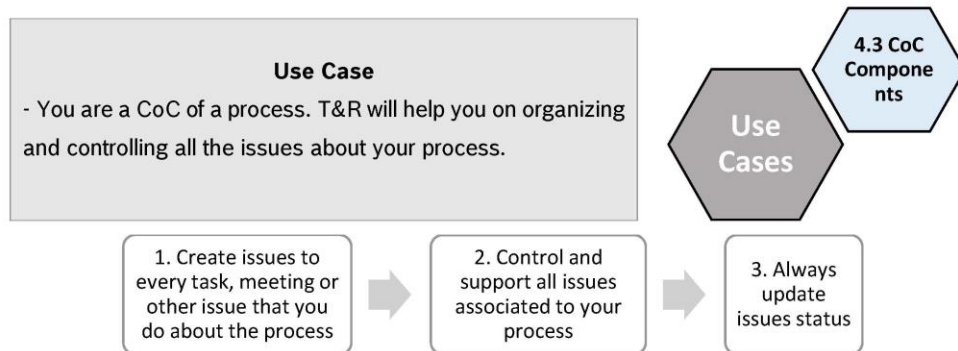 Use Case
- You are a CoC of a process. T&R will help you on organizing
and controlling all the issues about your process.
4.3 CoC
Compone
nts
Use
Cases
1. Create issues to
every task, meeting or
other issue that you
do about the process
2. Control and
support all issues
associated to your
process
3. Always
update
issues status